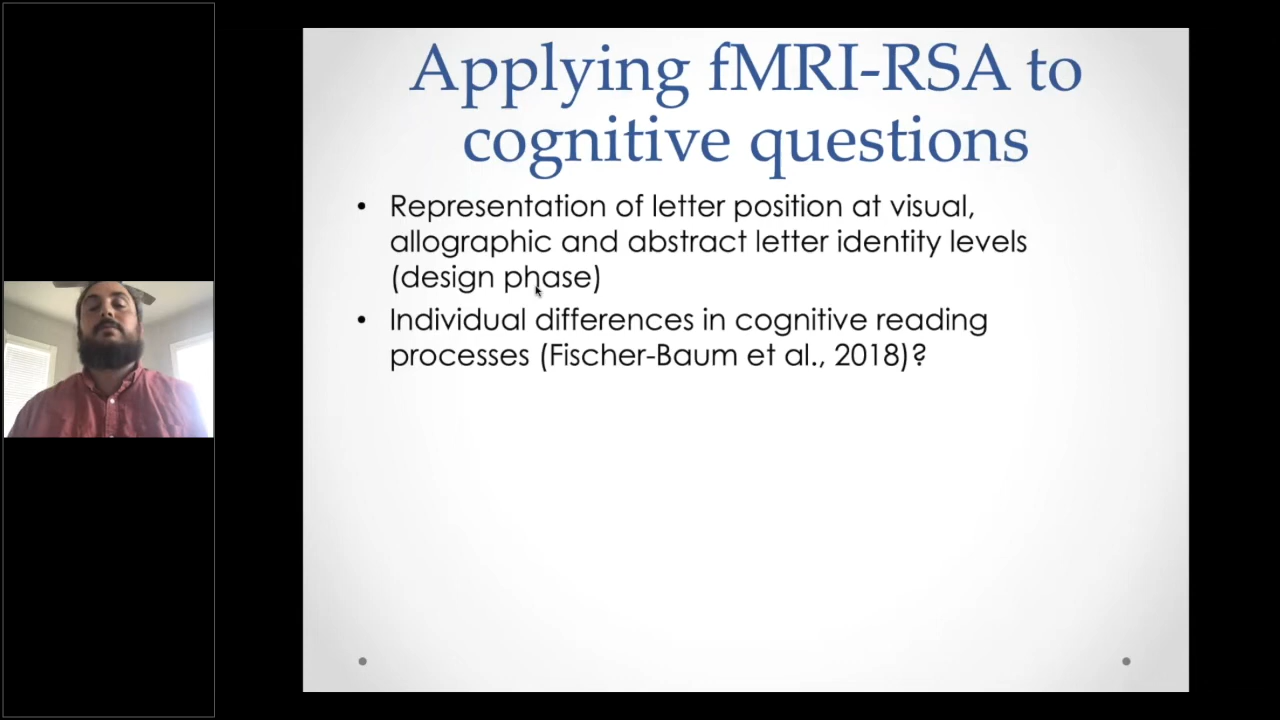 Applying fMRI-RSA to
cognitive questions
• Representation of letter position at visual,
allographic and abstract letter identity levels
(design phase)
• Individual differences in cognitive reading
processes (Fischer-Baum et al., 2018)?